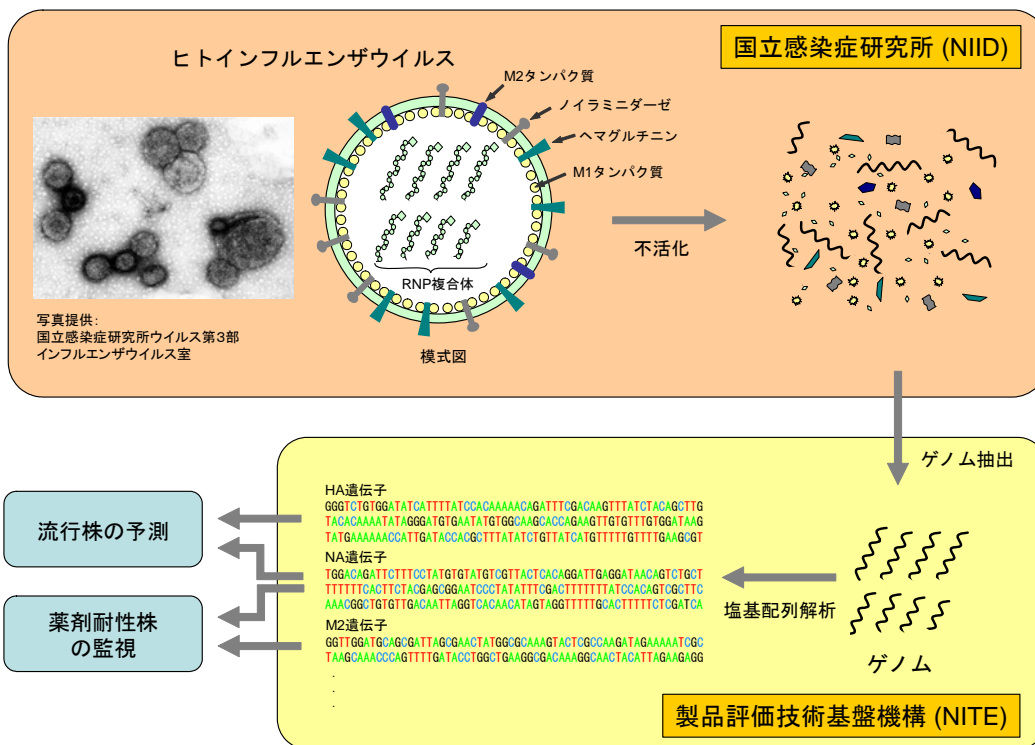 国立感染症研究所 (NIID)
ヒトインフルエンザウイルス
M2タンパク質
ノイラミニダーゼ
ヘマグルチニン
M1タンパク質
不活化
RNP複合体
模式図
写真提供：
国立感染症研究所ウイルス第3部
インフルエンザウイルス室
ゲノム抽出
HA遺伝子
GGGTCTGTGGATATCATTTTATCCACAAAAACAGATTTCGACAAGTTTATCTACAGCTTG
TACACAAAATATAGGGATGTGAATATGTGGCAAGCACCAGAAGTTGTGTTTGTGGATAAG
TATGAAAAAACCATTGATACCACGCTTTATATCTGTTATCATGTTTTTGTTTTGAAGCGT
NA遺伝子
TGGACAGATTCTTTCCTATGTGTATGTCGTTACTCACAGGATTGAGGATAACAGTCTGCT
TTTTTTCACTTCTACGAGCGGAATCCCTATATTTCGACTTTTTTTATCCACAGTCGCTTC
AAACGGCTGTGTTGACAATTAGGTCACAACATAGTAGGTTTTTGCACTTTTTCTCGATCA
M2遺伝子
GGTTGGATGCAGCGATTAGCGAACTATGGCGCAAAGTACTCGCCAAGATAGAAAAATCGC
TAAGCAAACCCAGTTTTGATACCTGGCTGAAGGCGACAAAGGCAACTACATTAGAAGAGG
.
.
.
流行株の予測
薬剤耐性株
の監視
塩基配列解析
ゲノム
製品評価技術基盤機構 (NITE)